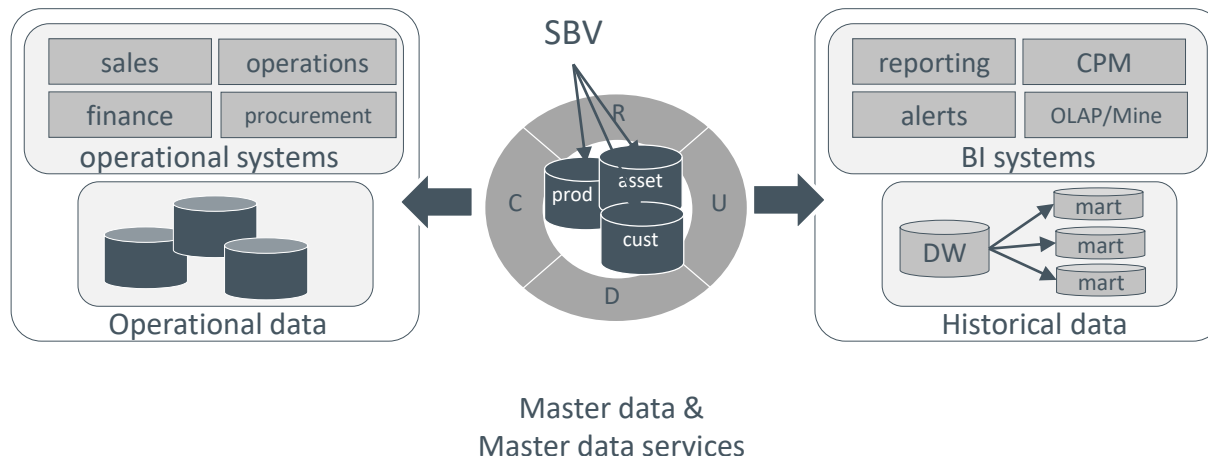 sales
operations
finance
procurement
operational systems
Operational data
SBV
R
C
U
D
prod
asset
cust
reporting
CPM
alerts
OLAP/Mine
BI systems
DW
mart
mart
mart
Historical data
Master data &
Master data services